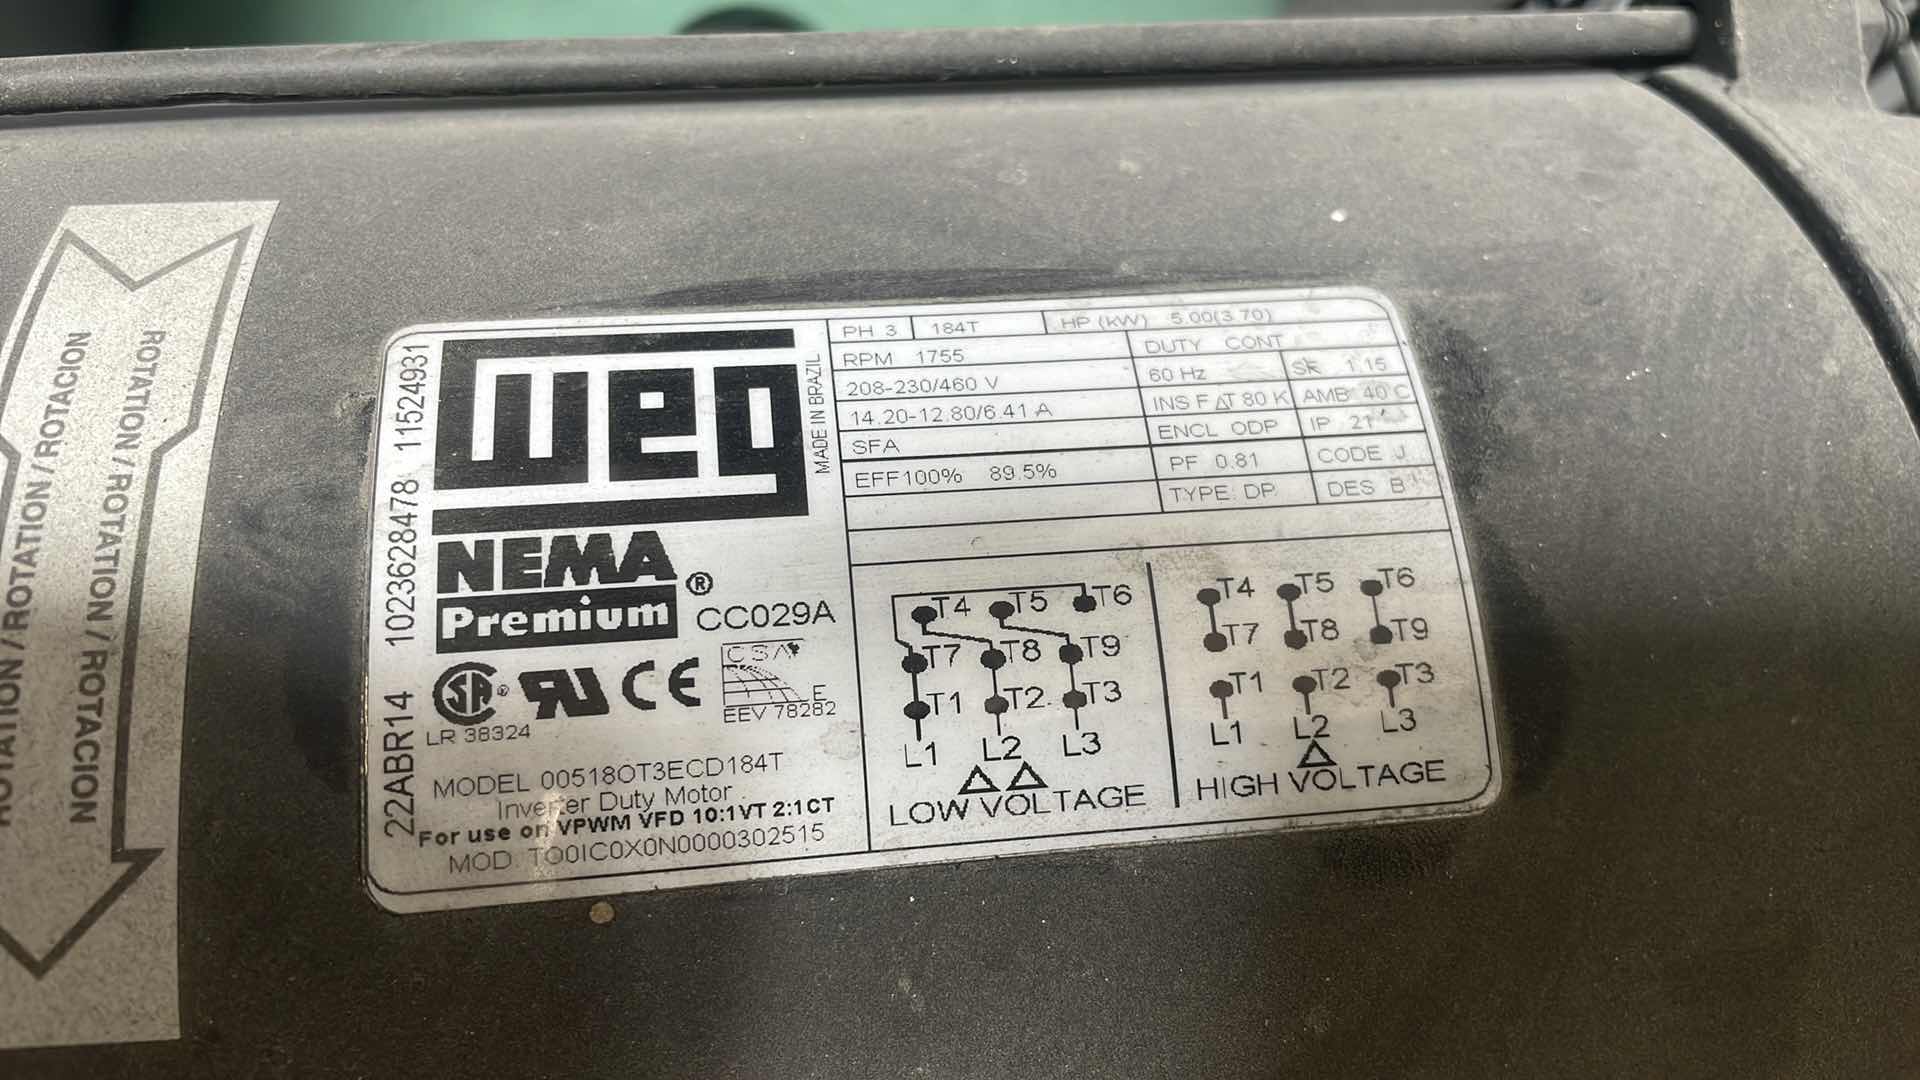 ROTATION / ROTACION
ROTATION / ROTATION / ROTACION
22ABR14 1023628478 11524931
WEG
MADE IN BRAZIL
NEMA
Premium ® CC029A
CSA ® UR CE CSA E
LR 38324
EEV 78282
MODEL 00518OT3ECD184T
Inverter Duty Motor
For use on VPWM VFD 10:1VT 2:1CT
MOD. TO0IC0X0N0000302515
PH 3 184T HP (kW) 5.00(3.70)
RPM 1755 DUTY CONT
208-230/460 V 60 Hz 1.15
14.20-12.80/6.41 A INS F ΔT 80 K AMB 40 C
SFA ENCL ODP IP 21
EFF100% 89.5% PF 0.81 CODE J
TYPE: DP DES B
T4 T5 T6
T7 T8 T9
T1 T2 T3
L1 L2 L3
LOW VOLTAGE
T4 T5 T6
T7 T8 T9
T1 T2 T3
L1 L2 L3
HIGH VOLTAGE